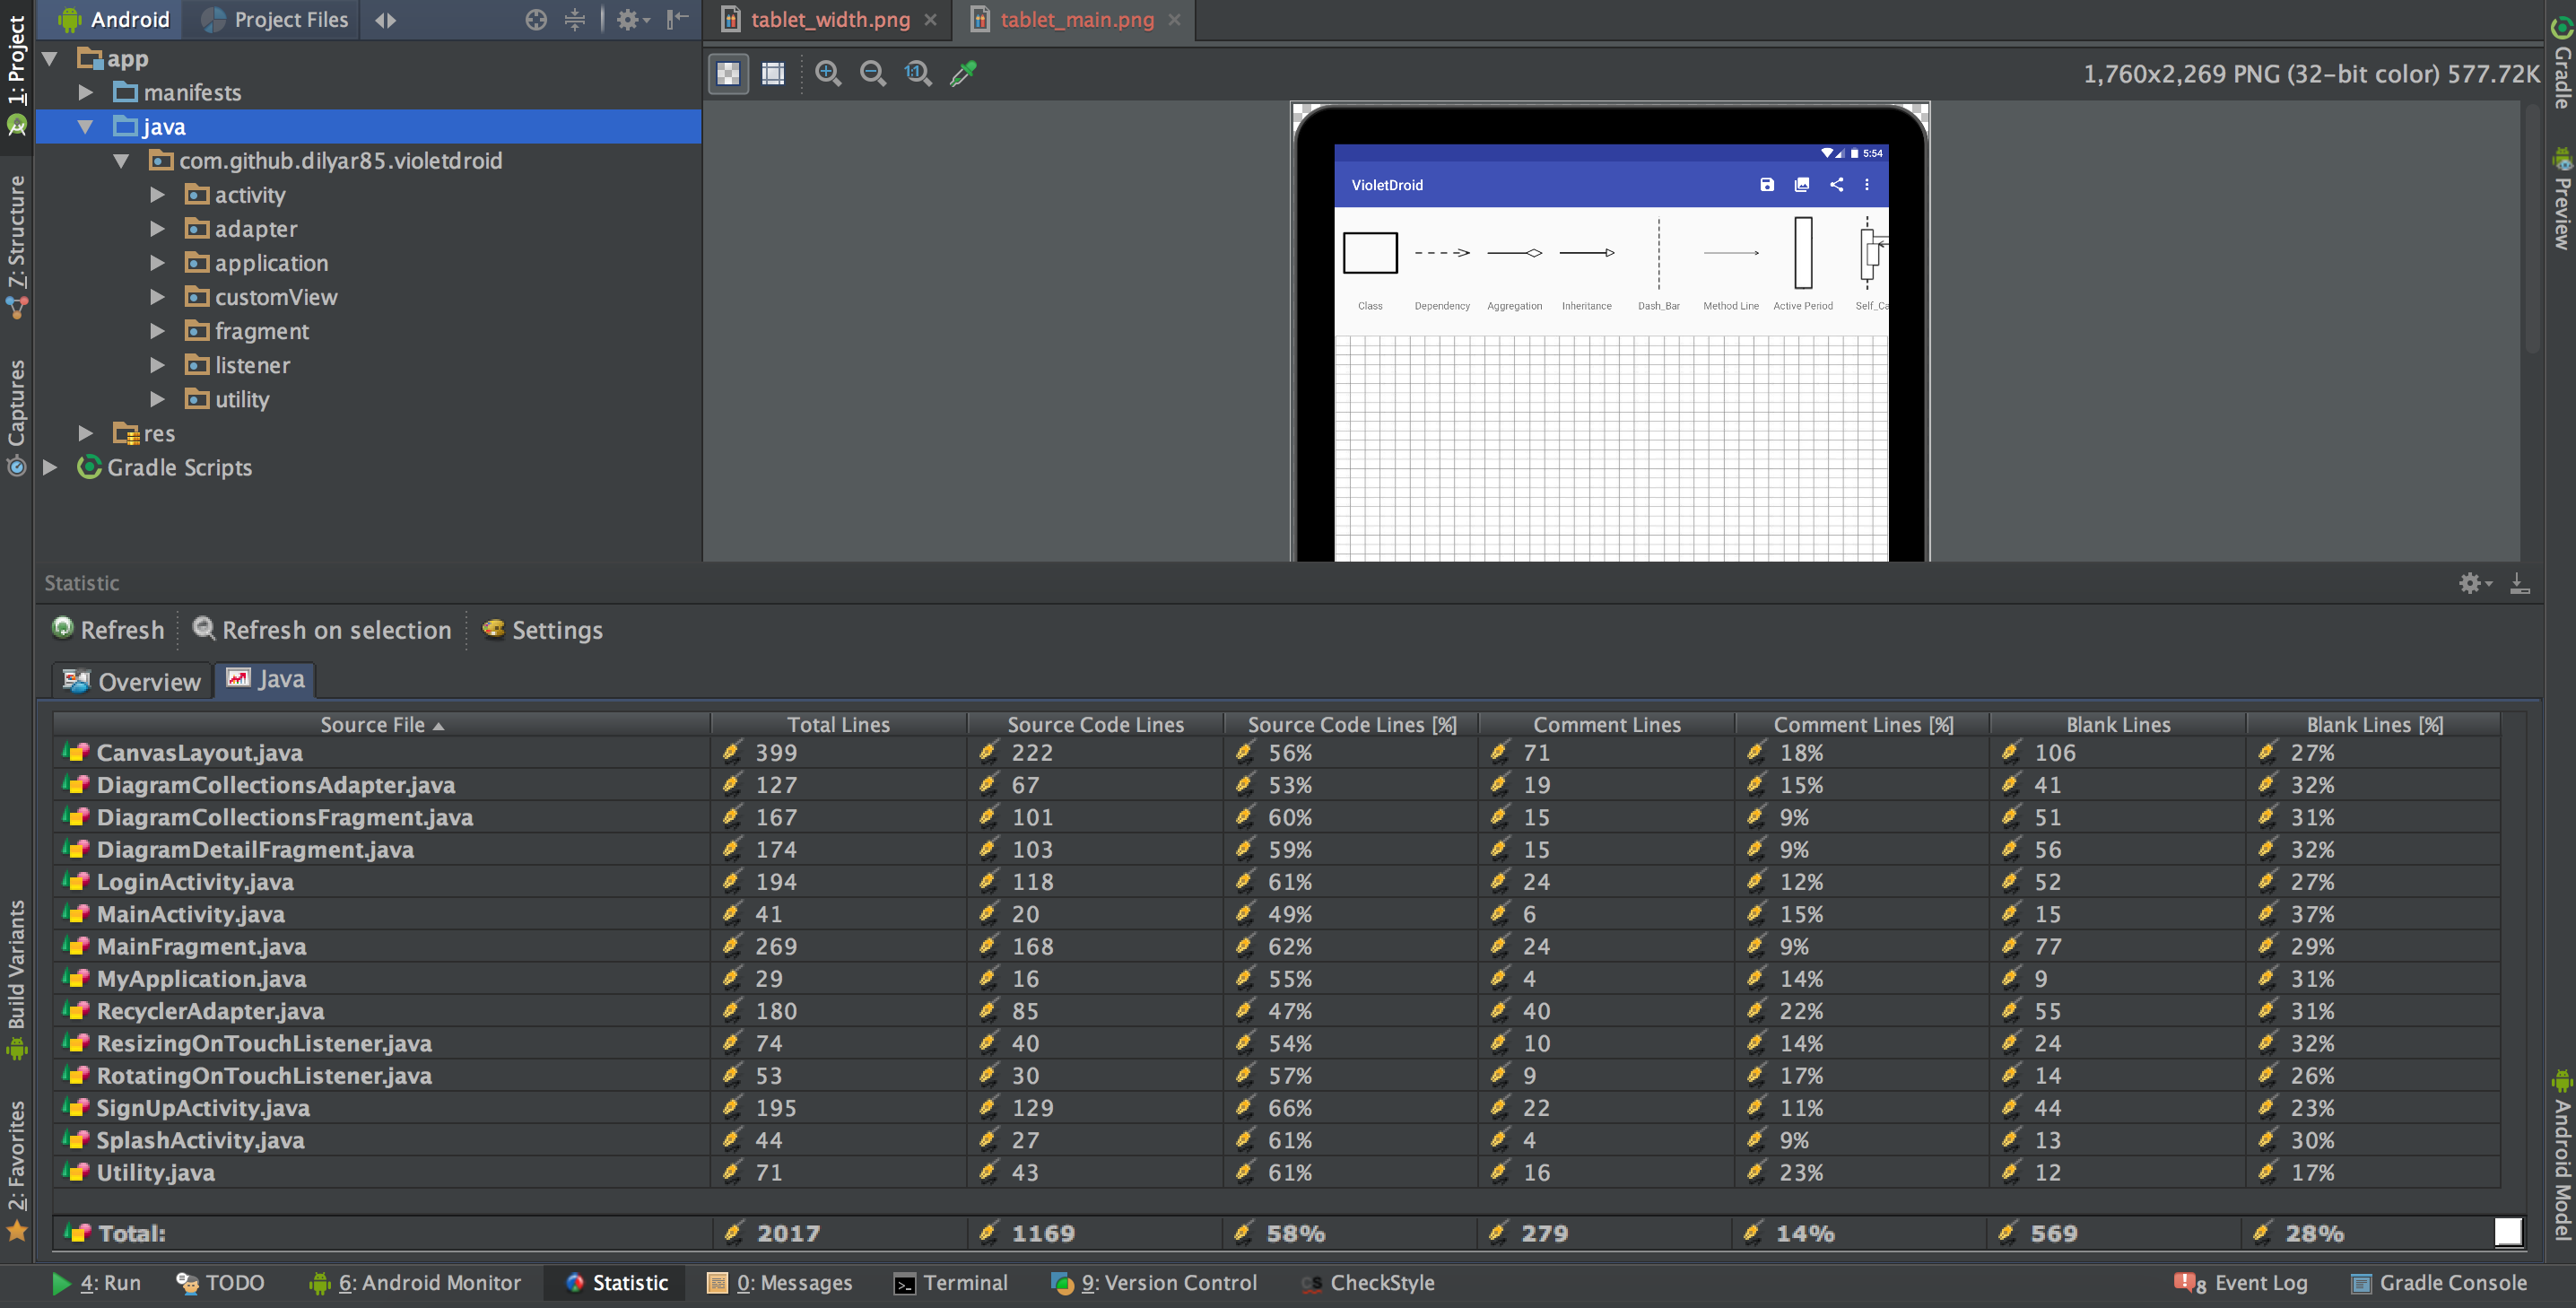 1: Project
Z: Structure
Captures
Build Variants
2: Favorites
Android
Project Files
app
manifests
java
com.github.dilyar85.violetdroid
activity
adapter
application
customView
fragment
listener
utility
res
Gradle Scripts
tablet_width.png
tablet_main.png
1:1
1,760x2,269 PNG (32-bit color) 577.72K
5:54
VioletDroid
Class Dependency Aggregation Inheritance Dash_Bar Method Line Active Period Self_Ca
Gradle
Preview
Android Model
Statistic
Refresh Refresh on selection Settings
Overview Java
Source File Total Lines Source Code Lines Source Code Lines [%] Comment Lines Comment Lines [%] Blank Lines Blank Lines [%]
CanvasLayout.java 399 222 56% 71 18% 106 27%
DiagramCollectionsAdapter.java 127 67 53% 19 15% 41 32%
DiagramCollectionsFragment.java 167 101 60% 15 9% 51 31%
DiagramDetailFragment.java 174 103 59% 15 9% 56 32%
LoginActivity.java 194 118 61% 24 12% 52 27%
MainActivity.java 41 20 49% 6 15% 15 37%
MainFragment.java 269 168 62% 24 9% 77 29%
MyApplication.java 29 16 55% 4 14% 9 31%
RecyclerAdapter.java 180 85 47% 40 22% 55 31%
ResizingOnTouchListener.java 74 40 54% 10 14% 24 32%
RotatingOnTouchListener.java 53 30 57% 9 17% 14 26%
SignUpActivity.java 195 129 66% 22 11% 44 23%
SplashActivity.java 44 27 61% 4 9% 13 30%
Utility.java 71 43 61% 16 23% 12 17%
Total: 2017 1169 58% 279 14% 569 28%
4: Run TODO 6: Android Monitor Statistic 0: Messages Terminal 9: Version Control CS CheckStyle 8 Event Log Gradle Console